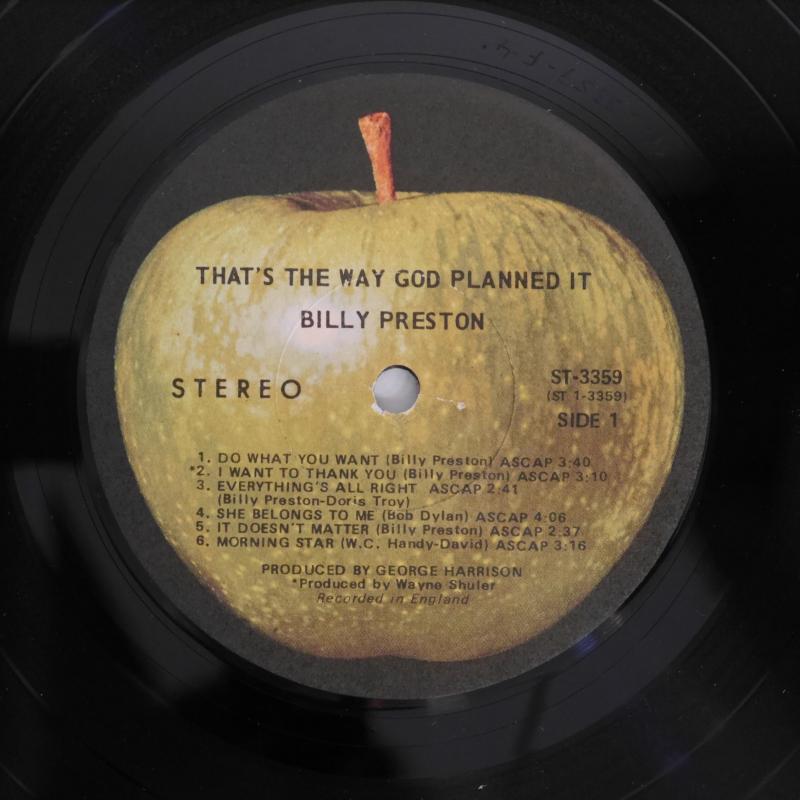 THAT'S THE WAY GOD PLANNED IT
BILLY PRESTON
STEREO
ST-3359
(ST 1-3359)
SIDE 1
1. DO WHAT YOU WANT (Billy Preston) ASCAP 3:40
*2. I WANT TO THANK YOU (Billy Preston) ASCAP 3:10
3. EVERYTHING'S ALL RIGHT ASCAP 2:41
(Billy Preston-Doris Troy)
4. SHE BELONGS TO ME (Bob Dylan) ASCAP 4:06
5. IT DOESN'T MATTER (Billy Preston) ASCAP 2:37
6. MORNING STAR (W.C. Handy-David) ASCAP 3:16
PRODUCED BY GEORGE HARRISON
*Produced by Wayne Shuler
Recorded in England